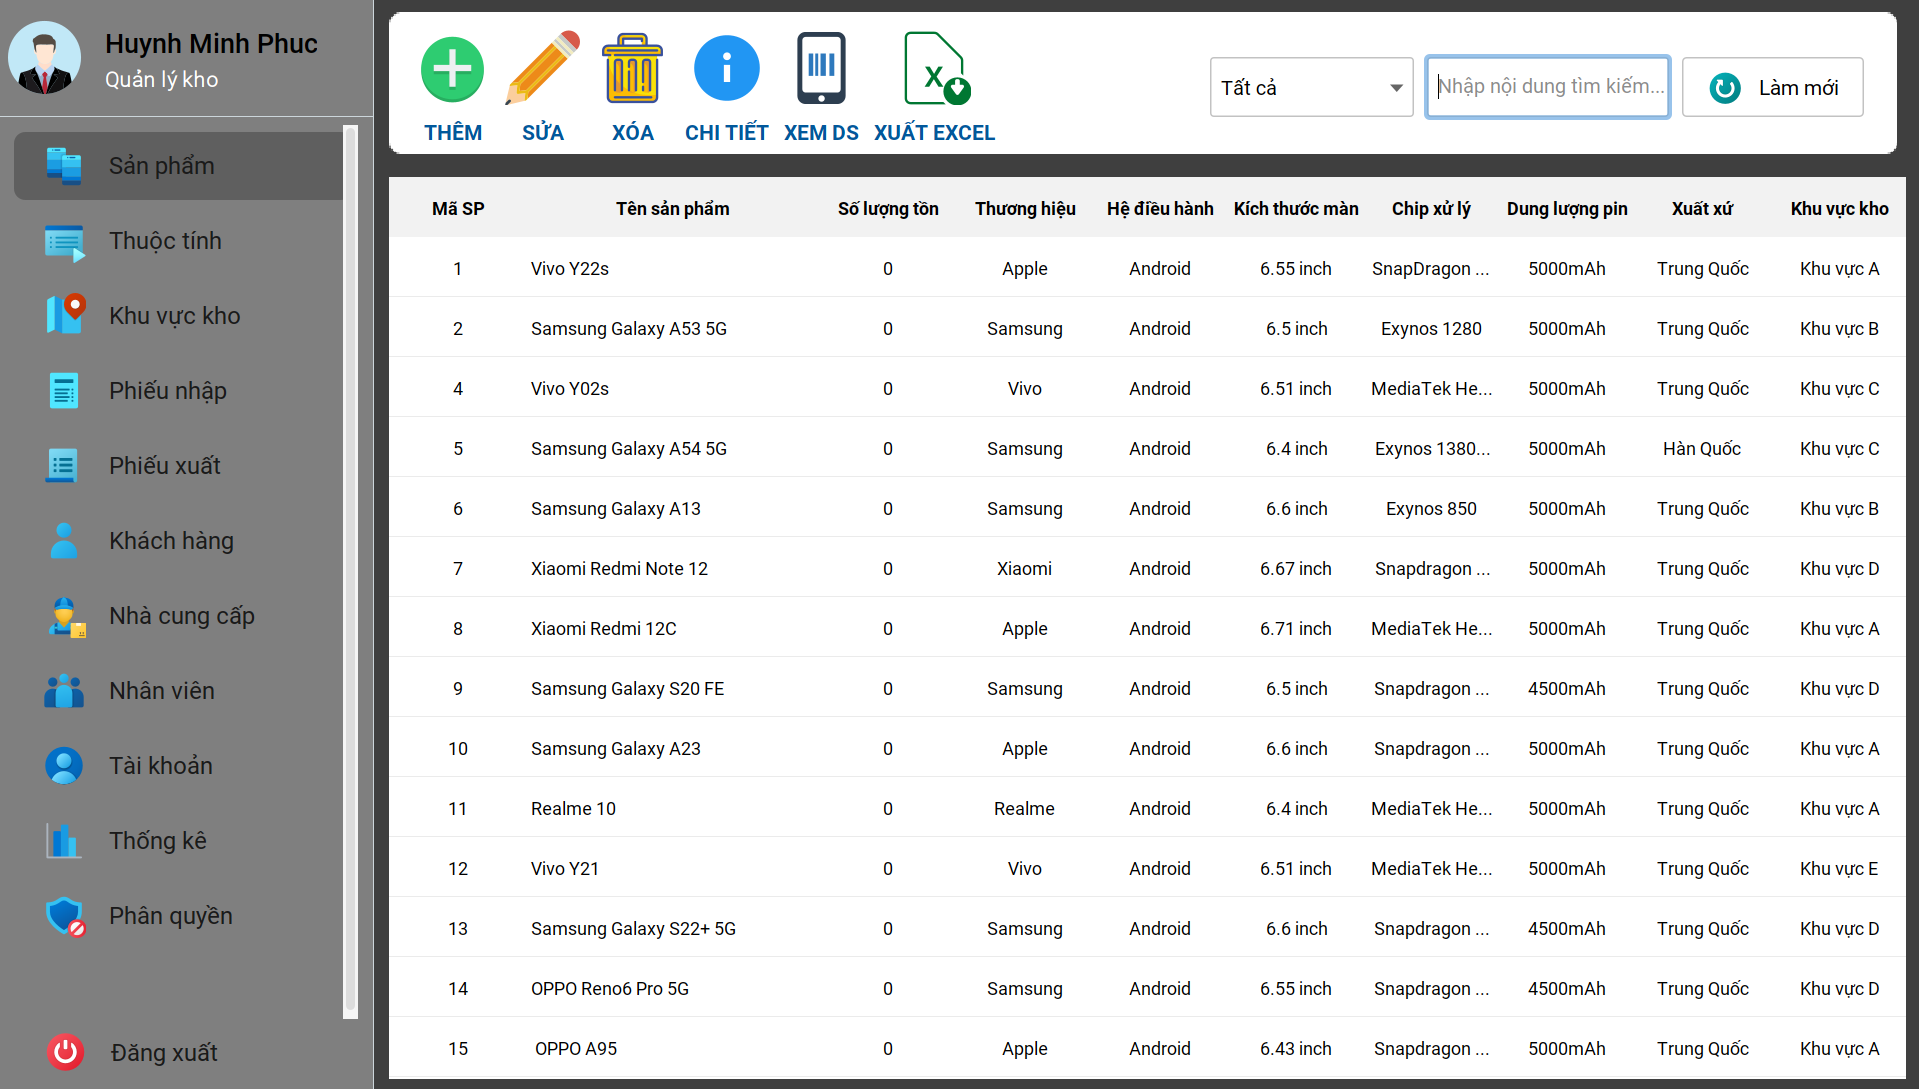 Huynh Minh Phuc
Quản lý kho
Sản phẩm
Thuộc tính
Khu vực kho
Phiếu nhập
Phiếu xuất
Khách hàng
Nhà cung cấp
Nhân viên
Tài khoản
Thống kê
Phân quyền
Đăng xuất
THÊM SỬA XÓA CHI TIẾT XEM DS XUẤT EXCEL
Tất cả Nhập nội dung tìm kiếm... Làm mới
Mã SP Tên sản phẩm Số lượng tồn Thương hiệu Hệ điều hành Kích thước màn Chip xử lý Dung lượng pin Xuất xứ Khu vực kho
1 Vivo Y22s 0 Apple Android 6.55 inch SnapDragon ... 5000mAh Trung Quốc Khu vực A
2 Samsung Galaxy A53 5G 0 Samsung Android 6.5 inch Exynos 1280 5000mAh Trung Quốc Khu vực B
4 Vivo Y02s 0 Vivo Android 6.51 inch MediaTek He... 5000mAh Trung Quốc Khu vực C
5 Samsung Galaxy A54 5G 0 Samsung Android 6.4 inch Exynos 1380... 5000mAh Hàn Quốc Khu vực C
6 Samsung Galaxy A13 0 Samsung Android 6.6 inch Exynos 850 5000mAh Trung Quốc Khu vực B
7 Xiaomi Redmi Note 12 0 Xiaomi Android 6.67 inch Snapdragon ... 5000mAh Trung Quốc Khu vực D
8 Xiaomi Redmi 12C 0 Apple Android 6.71 inch MediaTek He... 5000mAh Trung Quốc Khu vực A
9 Samsung Galaxy S20 FE 0 Samsung Android 6.5 inch Snapdragon ... 4500mAh Trung Quốc Khu vực D
10 Samsung Galaxy A23 0 Apple Android 6.6 inch Snapdragon ... 5000mAh Trung Quốc Khu vực A
11 Realme 10 0 Realme Android 6.4 inch MediaTek He... 5000mAh Trung Quốc Khu vực A
12 Vivo Y21 0 Vivo Android 6.51 inch MediaTek He... 5000mAh Trung Quốc Khu vực E
13 Samsung Galaxy S22+ 5G 0 Samsung Android 6.6 inch Snapdragon ... 4500mAh Trung Quốc Khu vực D
14 OPPO Reno6 Pro 5G 0 Samsung Android 6.55 inch Snapdragon ... 4500mAh Trung Quốc Khu vực D
15 OPPO A95 0 Apple Android 6.43 inch Snapdragon ... 5000mAh Trung Quốc Khu vực A